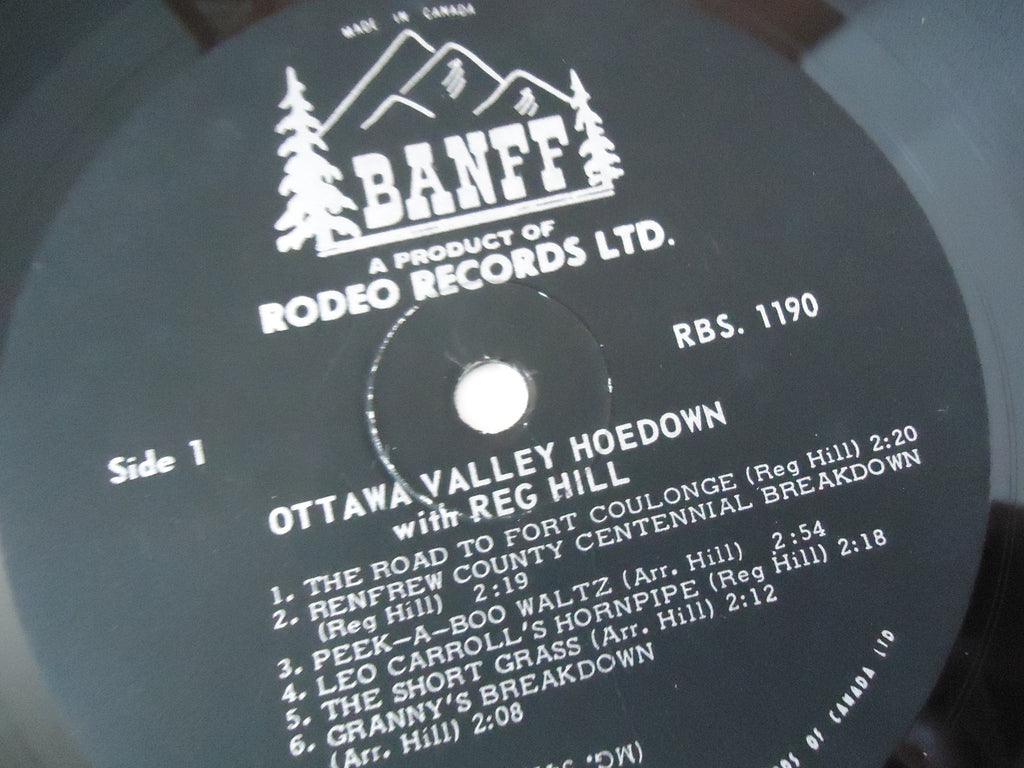 MADE IN CANADA
BANFF
A PRODUCT OF
RODEO RECORDS LTD.
RBS. 1190
Side 1
OTTAWA VALLEY HOEDOWN
with REG HILL
1. THE ROAD TO FORT COULONGE (Reg Hill) 2:20
2. RENFREW COUNTY CENTENNIAL BREAKDOWN
(Reg Hill) 2:19
3. PEEK-A-BOO WALTZ (Arr. Hill) 2:54
4. LEO CARROLL'S HORNPIPE (Reg Hill) 2:18
5. THE SHORT GRASS (Arr. Hill) 2:12
6. GRANNY'S BREAKDOWN
(Arr. Hill) 2:08
OF CANADA LTD